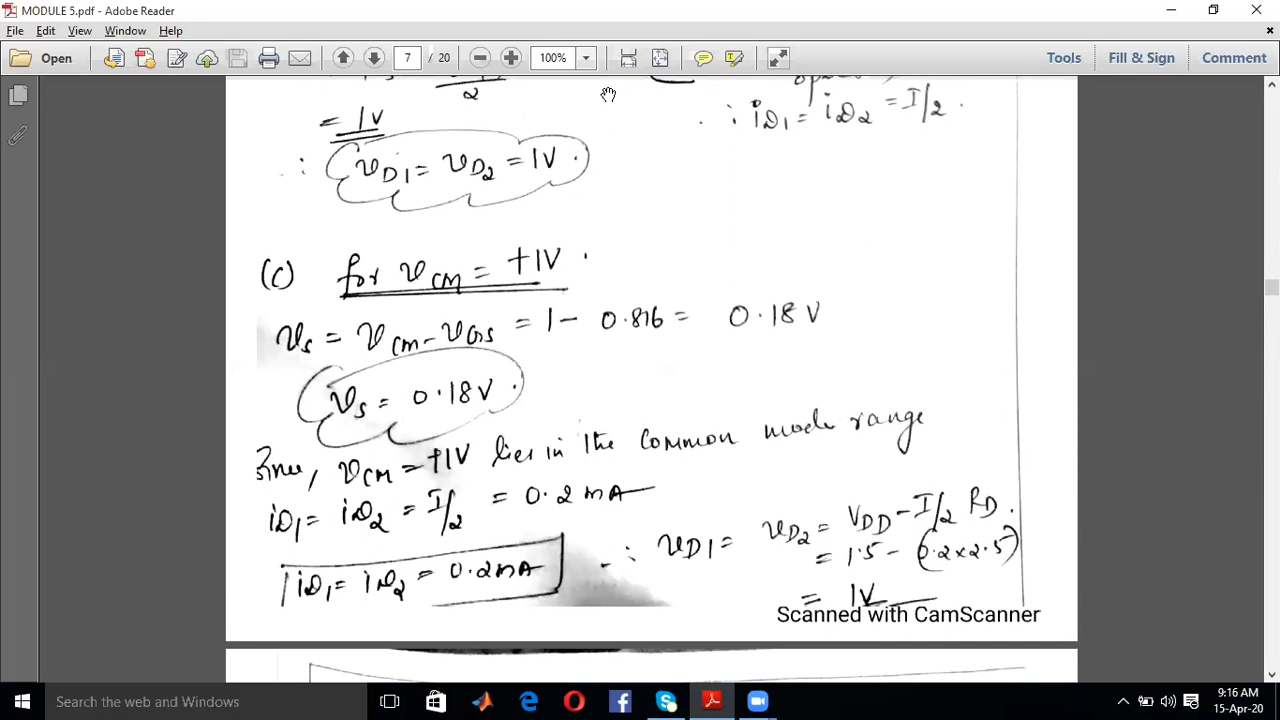 MODULE 5.pdf - Adobe Reader
File Edit View Window Help
Open 7 / 20 100% Tools Fill & Sign Comment
2
= 1V
∴ iD1 = iD2 = I/2 .
∴ VD1 = VD2 = 1V .
(c) for VCM = +1V .
Vs = VCM - VGS = 1 - 0.816 = 0.18 V
Vs = 0.18V .
Since, VCM = +1V lies in the common mode range
iD1 = iD2 = I/2 = 0.2 mA
∴ VD1 = VD2 = VDD - I/2 RD .
= 1.5 - (0.2 x 2.5)
= 1V
iD1 = iD2 = 0.2mA
Scanned with CamScanner
Search the web and Windows
9:16 AM
15-Apr-20